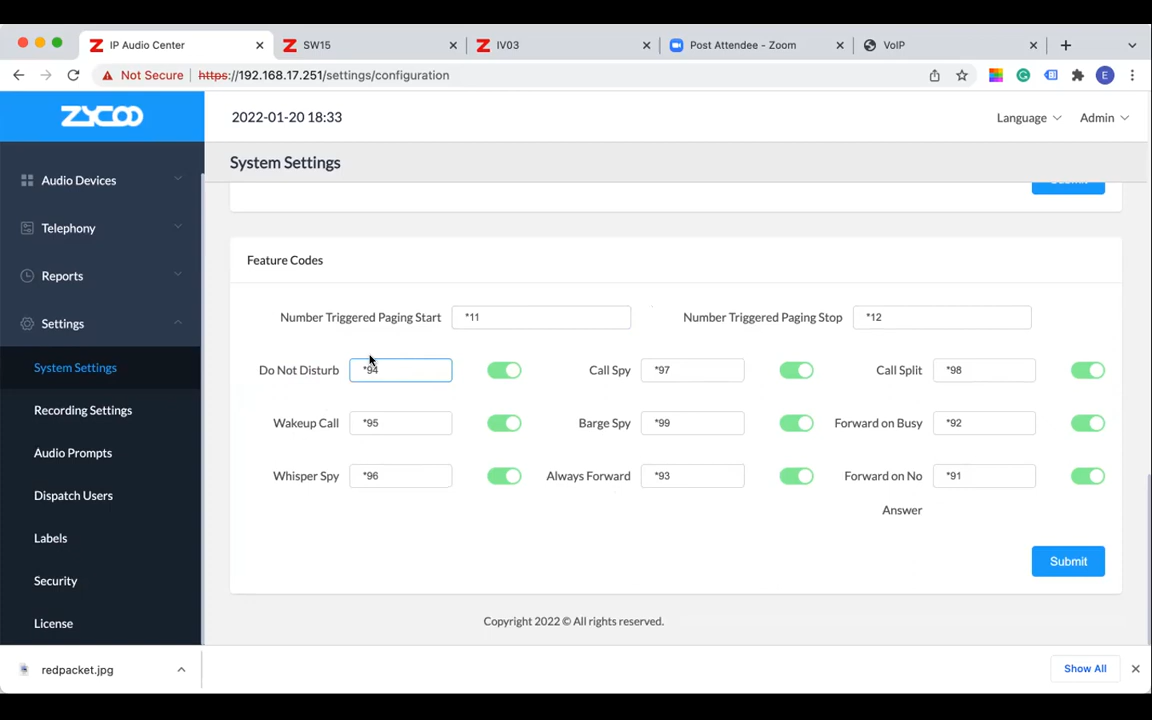 IP Audio Center
SW15
IV03
Post Attendee - Zoom
VoIP
Not Secure https://192.168.17.251/settings/configuration
E
ZYCOO
2022-01-20 18:33
Language
Admin
System Settings
Audio Devices
Telephony
Reports
Settings
System Settings
Recording Settings
Audio Prompts
Dispatch Users
Labels
Security
License
Feature Codes
Number Triggered Paging Start *11 Number Triggered Paging Stop *12
Do Not Disturb *94 Call Spy *97 Call Split *98
Wakeup Call *95 Barge Spy *99 Forward on Busy *92
Whisper Spy *96 Always Forward *93 Forward on No *91
Answer
Submit
Copyright 2022 © All rights reserved.
redpacket.jpg
Show All